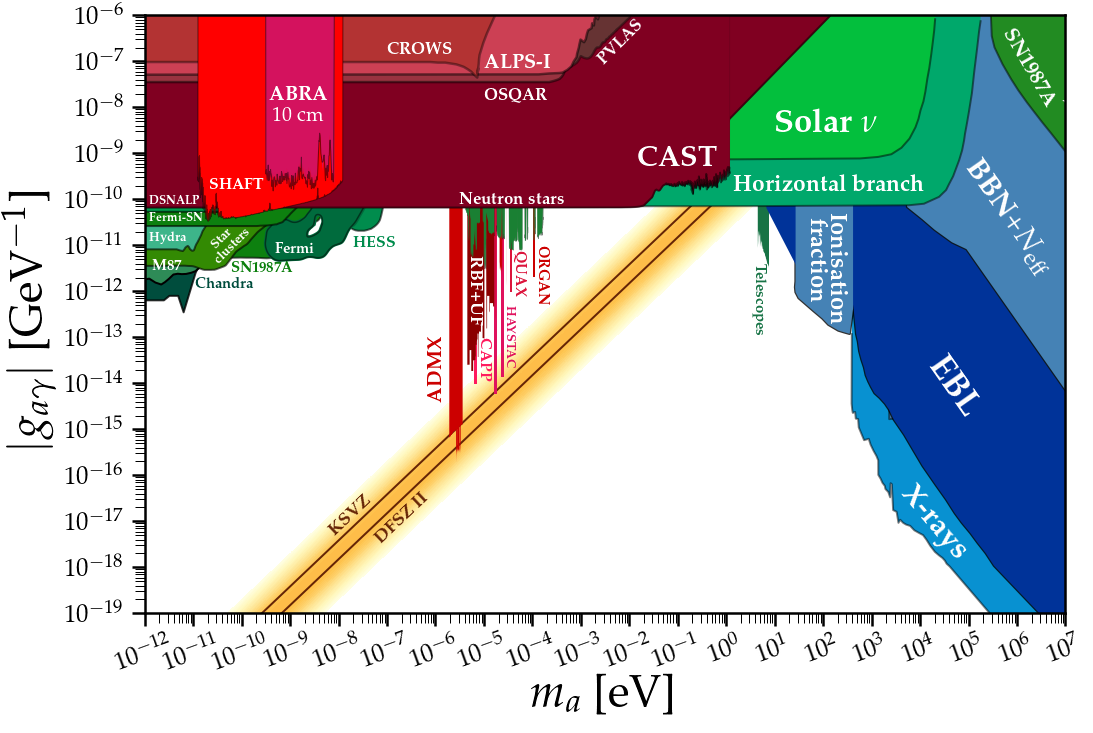 10⁻⁶
10⁻⁷
10⁻⁸
10⁻⁹
10⁻¹⁰
10⁻¹¹
10⁻¹²
10⁻¹³
10⁻¹⁴
10⁻¹⁵
10⁻¹⁶
10⁻¹⁷
10⁻¹⁸
10⁻¹⁹
|gₐᵧ| [GeV⁻¹]
CROWS
ALPS-I
PVLAS
OSQAR
ABRA
10 cm
SHAFT
CAST
Solar ν
Horizontal branch
SN1987A
BBN+N_eff
DSNALP
Fermi-SN
Hydra
M87
Star
clusters
Fermi
HESS
SN1987A
Chandra
Neutron stars
ADMX
RBF+UF
CAPP
HAYSTAC
QUAX
ORGAN
Telescopes
Ionisation
fraction
EBL
X-rays
KSVZ
DFSZ II
10⁻¹² 10⁻¹¹ 10⁻¹⁰ 10⁻⁹ 10⁻⁸ 10⁻⁷ 10⁻⁶ 10⁻⁵ 10⁻⁴ 10⁻³ 10⁻² 10⁻¹ 10⁰ 10¹ 10² 10³ 10⁴ 10⁵ 10⁶ 10⁷
mₐ [eV]